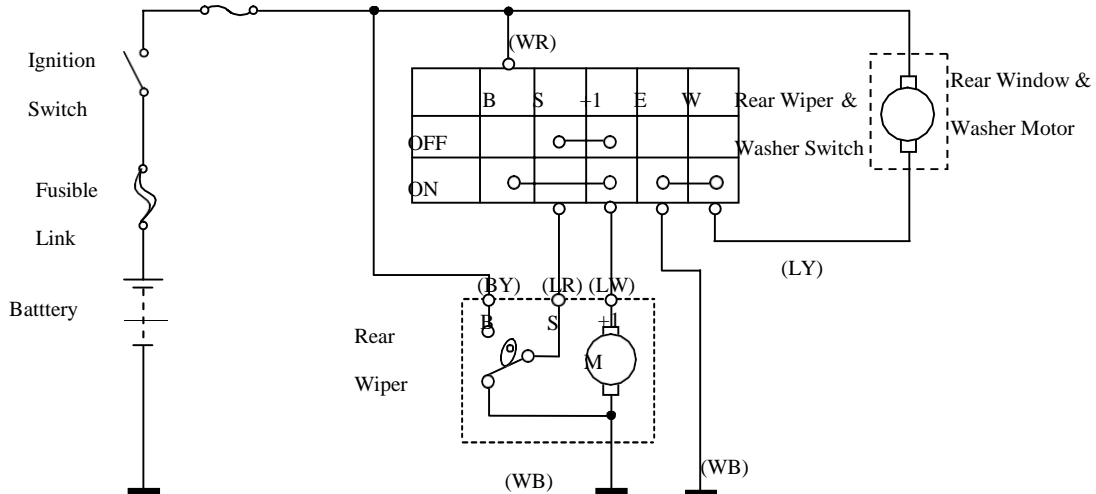 (WR)
Ignition
Switch
B S +1 E W
Rear Wiper &
Washer Switch
Rear Window &
Washer Motor
OFF
ON
Fusible
Link
(LY)
Batttery
(BY) (LR) (LW)
B S +1
Rear
Wiper
M
(WB)
(WB)